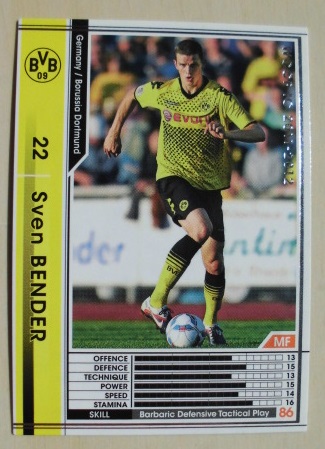 BVB
09
Germany / Borussia Dortmund
22 Sven BENDER
EVONIK
BVB
MF
OFFENCE 13
DEFENCE 15
TECHNIQUE 13
POWER 15
SPEED 14
STAMINA 16
SKILL Barbaric Defensive Tactical Play 86